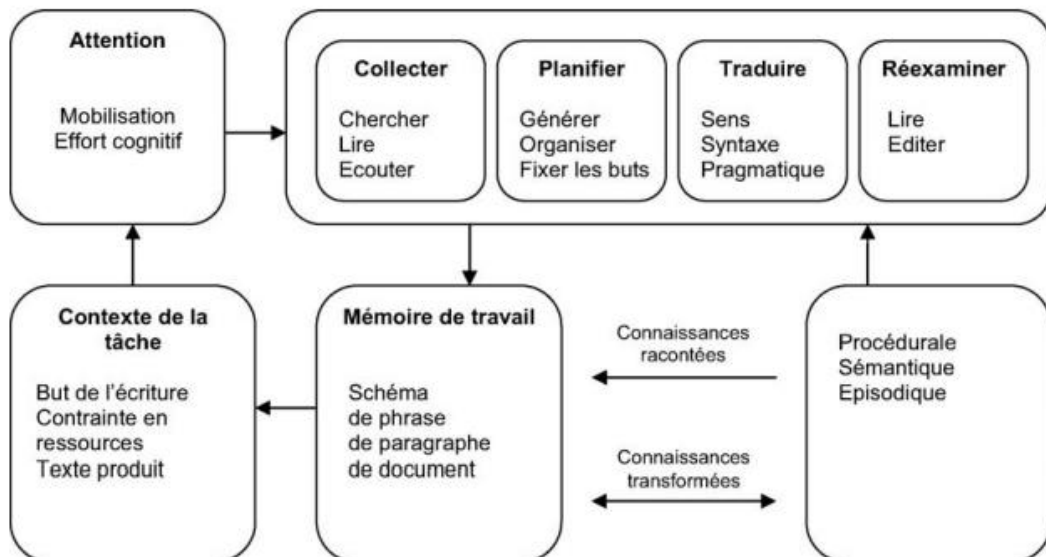 Attention
Mobilisation
Effort cognitif
Collecter
Chercher
Lire
Ecouter
Planifier
Générer
Organiser
Fixer les buts
Traduire
Sens
Syntaxe
Pragmatique
Réexaminer
Lire
Editer
Contexte de la
tâche
But de l'écriture
Contrainte en
ressources
Texte produit
Mémoire de travail
Schéma
de phrase
de paragraphe
de document
Connaissances
racontées
Connaissances
transformées
Procédurale
Sémantique
Episodique